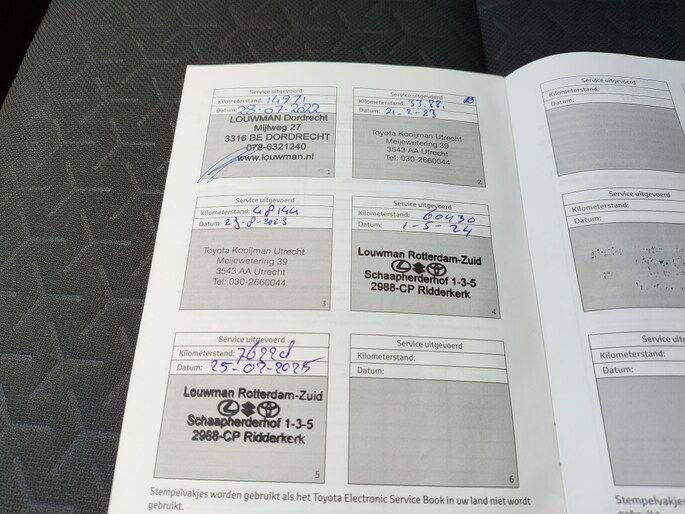 Service uitgevoerd
Kilometerstand: 14971
Datum: 28-07-2022
LOUWMAN Dordrecht
Mijlweg 27
3316 BE DORDRECHT
078-6321240
www.louwman.nl
1
Service uitgevoerd
Kilometerstand:
Datum: 21-2-23
Toyota Kooijman Utrecht
Meijewetering 39
3543 AA Utrecht
Tel: 030-2660044
2
Service uitgevoerd
Kilometerstand: 48144
Datum:
Toyota Kooijman Utrecht
Meijewetering 39
3543 AA Utrecht
Tel: 030-2660044
3
Service uitgevoerd
Kilometerstand: 60430
Datum: 1-5-24
Louwman Rotterdam-Zuid
Schaapherderhof 1-3-5
2988-CP Ridderkerk
4
Service uitgevoerd
Kilometerstand:
Datum: 25-02-2025
Louwman Rotterdam-Zuid
Schaapherderhof 1-3-5
2988-CP Ridderkerk
5
Service uitgevoerd
Kilometerstand:
Datum:
6
Stempelvakjes worden gebruikt als het Toyota Electronic Service Book in uw land niet wordt
gebruikt.
Service uitgevoerd
Kilometerstand:
Datum:
Service uitgevoerd
Kilometerstand:
Datum:
Kilometerstand:
Datum:
Stempelvakjes
gebruikt.